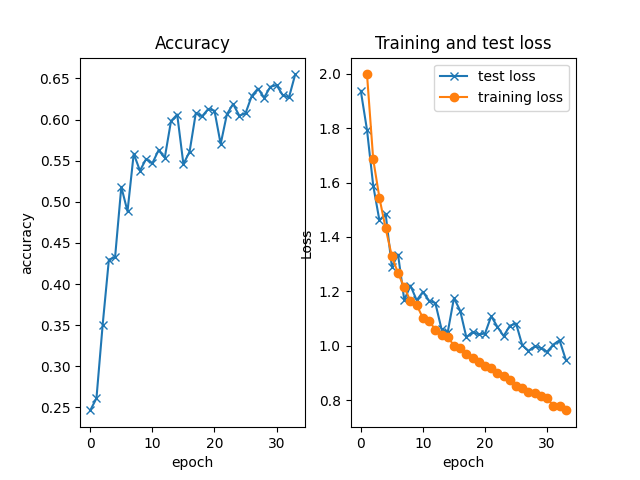 Accuracy
0.65
0.60
0.55
0.50
0.45
0.40
0.35
0.30
0.25
accuracy
0 10 20 30
epoch
Training and test loss
2.0
1.8
1.6
1.4
1.2
1.0
0.8
Loss
test loss
training loss
0 10 20 30
epoch